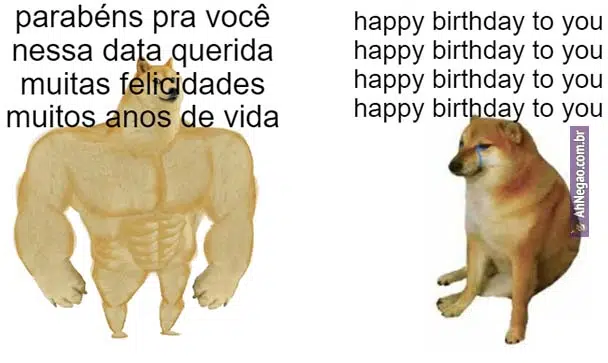 parabéns pra você
nessa data querida
muitas felicidades
muitos anos de vida
happy birthday to you
happy birthday to you
happy birthday to you
happy birthday to you
AhNegao.com.br